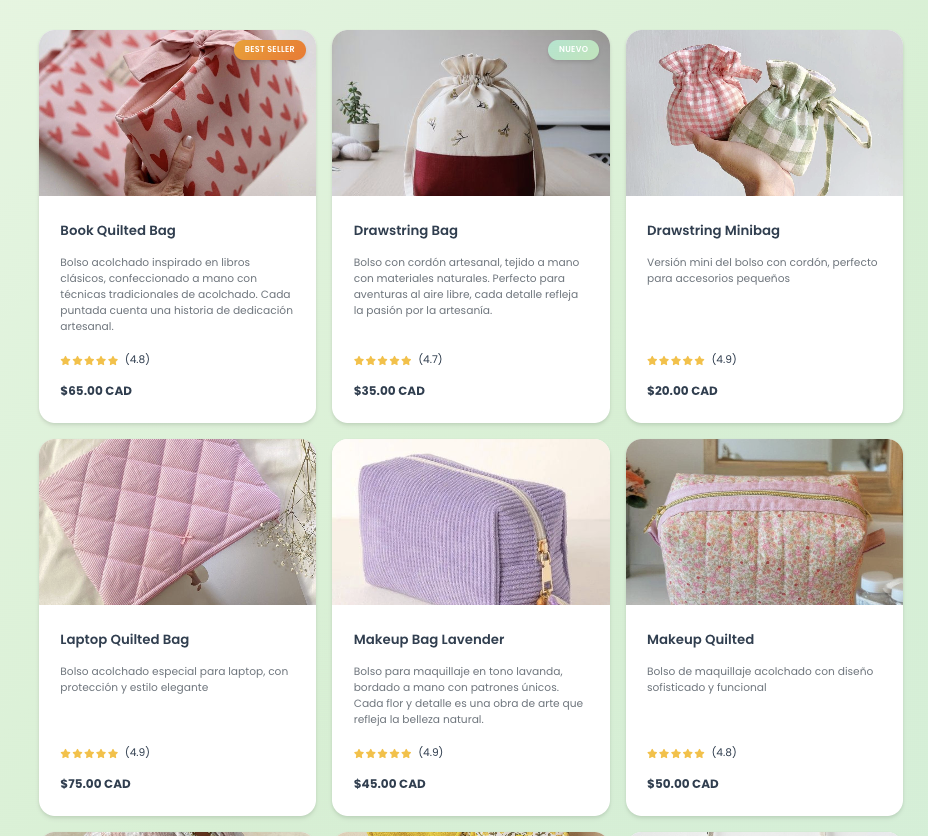 BEST SELLER
NUEVO
Book Quilted Bag
Bolso acolchado inspirado en libros
clásicos, confeccionado a mano con
técnicas tradicionales de acolchado. Cada
puntada cuenta una historia de dedicación
artesanal.
(4.8)
$65.00 CAD
Drawstring Bag
Bolso con cordón artesanal, tejido a mano
con materiales naturales. Perfecto para
aventuras al aire libre, cada detalle refleja
la pasión por la artesanía.
(4.7)
$35.00 CAD
Drawstring Minibag
Versión mini del bolso con cordón, perfecto
para accesorios pequeños
(4.9)
$20.00 CAD
Laptop Quilted Bag
Bolso acolchado especial para laptop, con
protección y estilo elegante
(4.9)
$75.00 CAD
Makeup Bag Lavender
Bolso para maquillaje en tono lavanda,
bordado a mano con patrones únicos.
Cada flor y detalle es una obra de arte que
refleja la belleza natural.
(4.9)
$45.00 CAD
Makeup Quilted
Bolso de maquillaje acolchado con diseño
sofisticado y funcional
(4.8)
$50.00 CAD